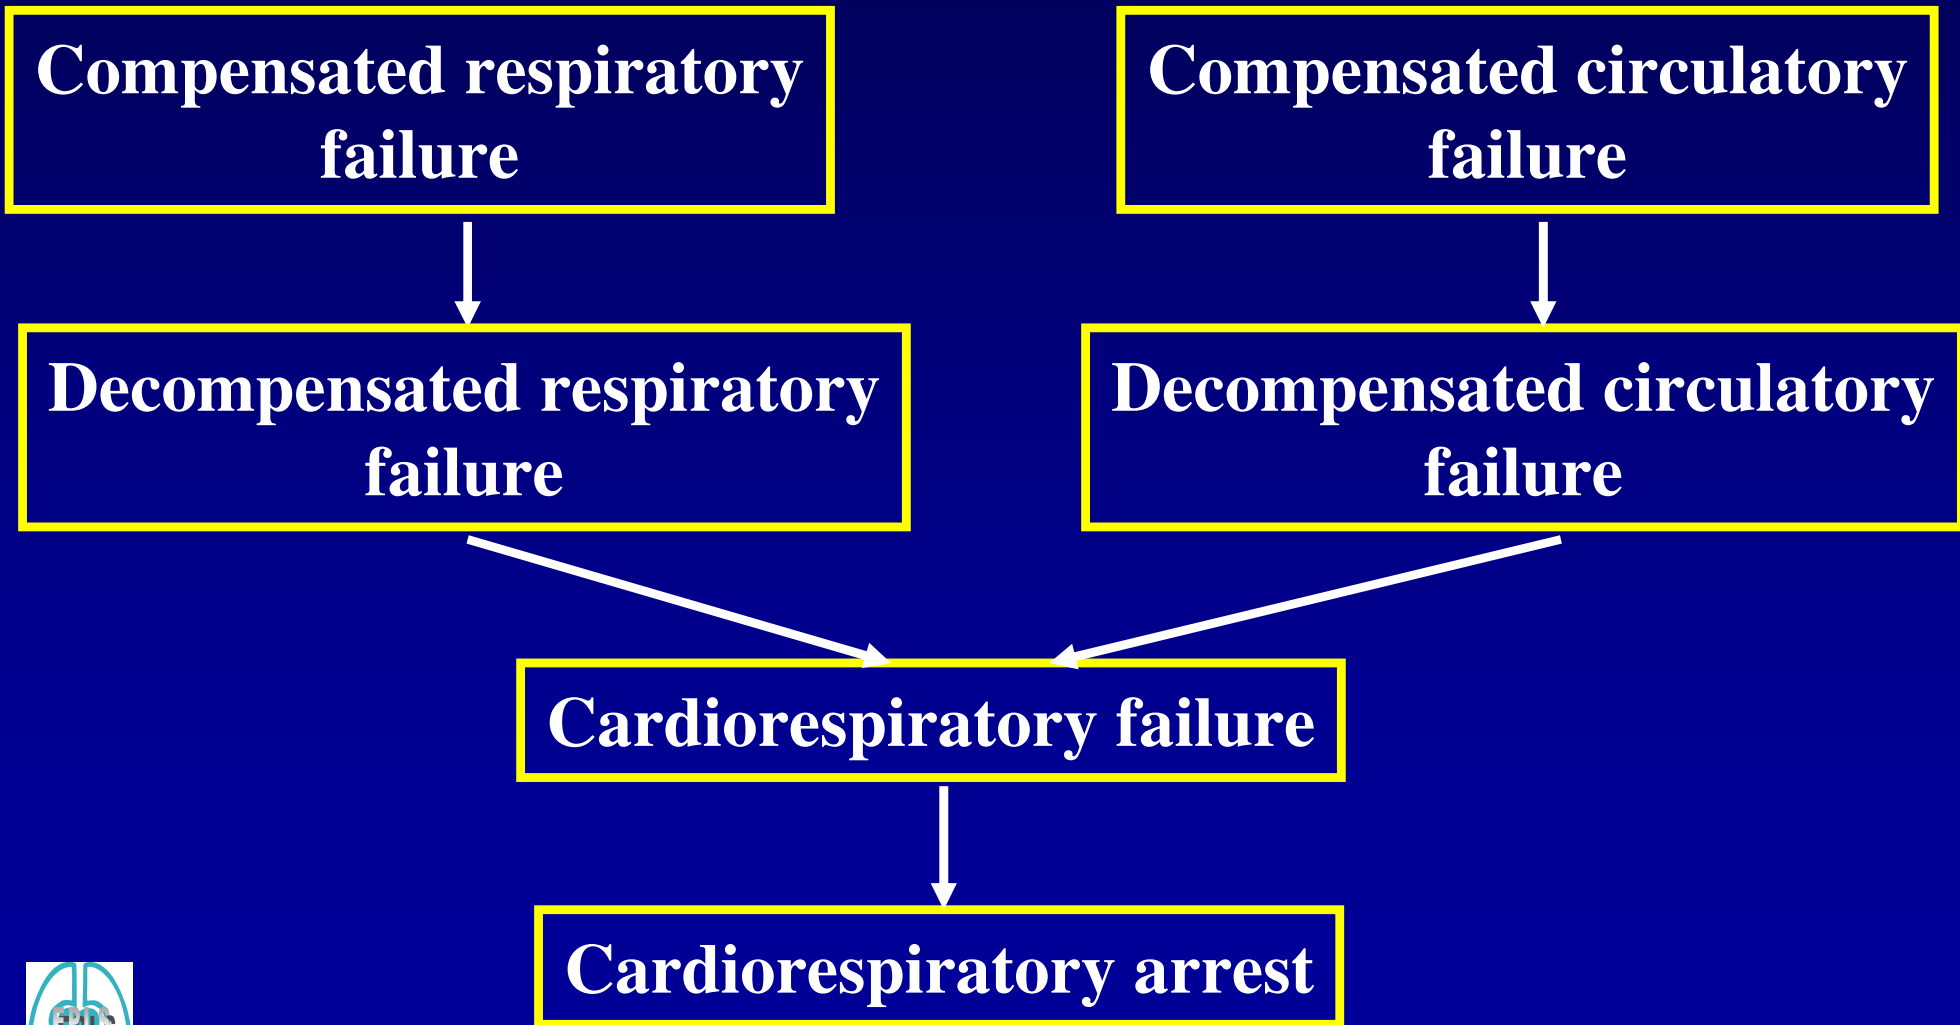 Compensated respiratory
failure
Compensated circulatory
failure
Decompensated respiratory
failure
Decompensated circulatory
failure
Cardiorespiratory failure
Cardiorespiratory arrest